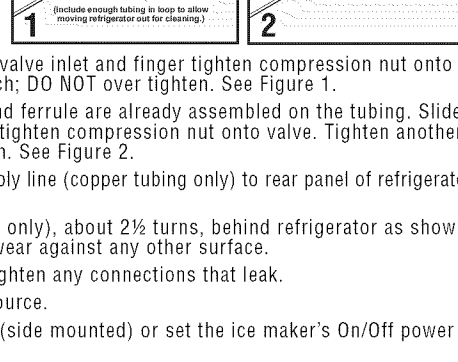 (Include enough tubing in loop to allow
moving refrigerator out for cleaning.)
1
2
valve inlet and finger tighten compression nut onto
ch; DO NOT over tighten. See Figure 1.
nd ferrule are already assembled on the tubing. Slide
tighten compression nut onto valve. Tighten another
n. See Figure 2.
ply line (copper tubing only) to rear panel of refrigerat
only), about 2½ turns, behind refrigerator as show
wear against any other surface.
ghten any connections that leak.
ource.
(side mounted) or set the ice maker's On/Off power